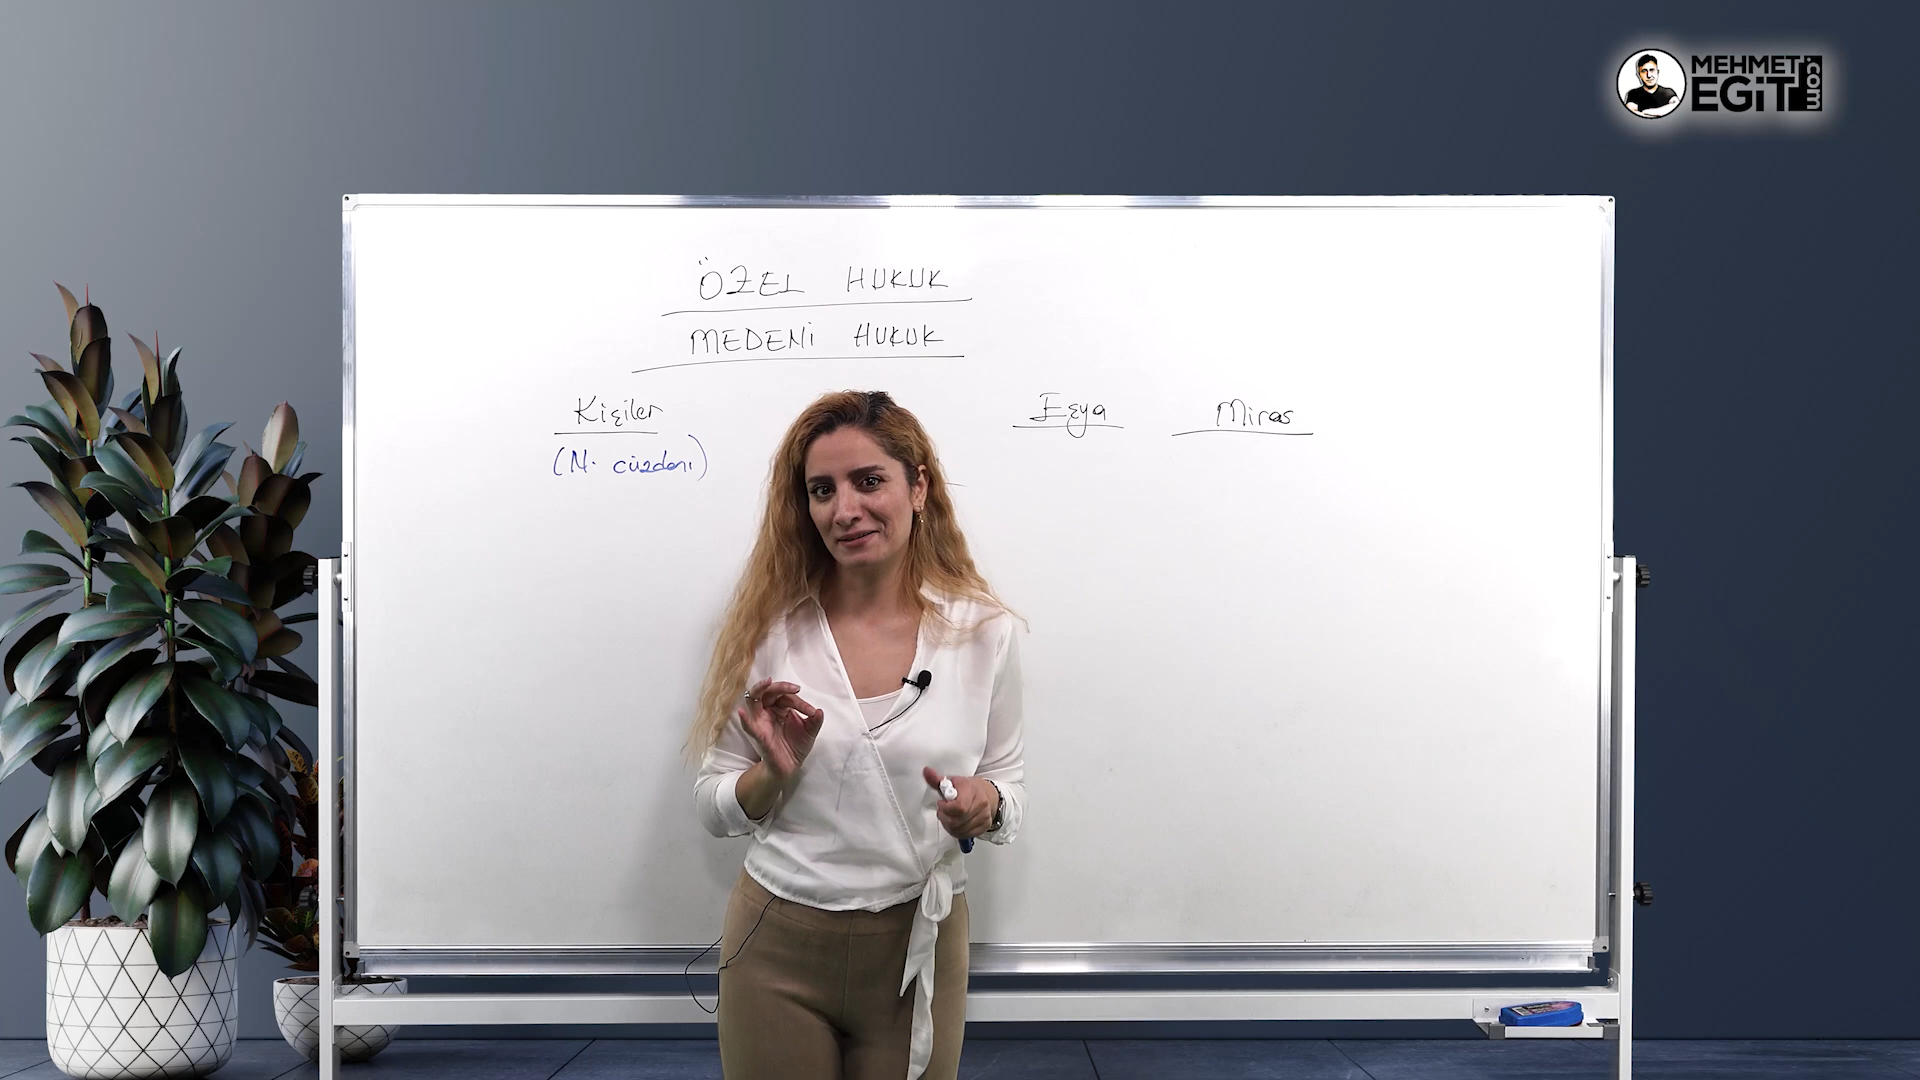 MEHMET
EGİT
.com
ÖZEL HUKUK
MEDENİ HUKUK
Kişiler Eşya Miras
(N. cüzdanı)